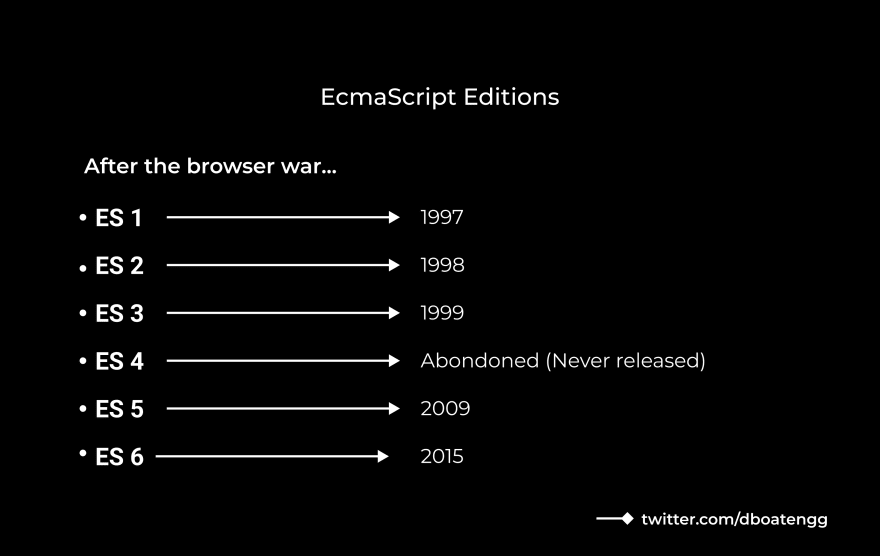 EcmaScript Editions
After the browser war...
• ES 1 1997
• ES 2 1998
• ES 3 1999
• ES 4 Abondoned (Never released)
• ES 5 2009
• ES 6 2015
twitter.com/dboatengg